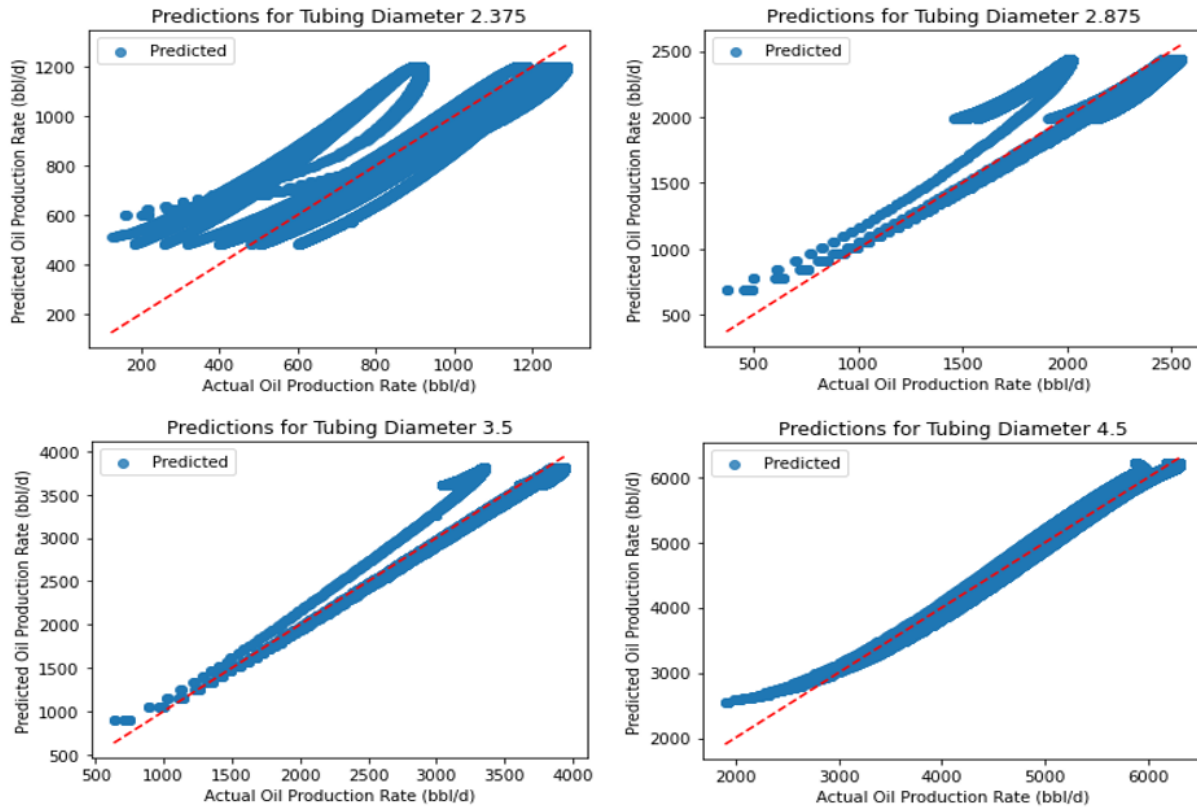 Predictions for Tubing Diameter 2.375
Predicted
Predicted Oil Production Rate (bbl/d)
1200
1000
800
600
400
200
200 400 600 800 1000 1200
Actual Oil Production Rate (bbl/d)
Predictions for Tubing Diameter 2.875
Predicted
Predicted Oil Production Rate (bbl/d)
2500
2000
1500
1000
500
500 1000 1500 2000 2500
Actual Oil Production Rate (bbl/d)
Predictions for Tubing Diameter 3.5
Predicted
Predicted Oil Production Rate (bbl/d)
4000
3500
3000
2500
2000
1500
1000
500
500 1000 1500 2000 2500 3000 3500 4000
Actual Oil Production Rate (bbl/d)
Predictions for Tubing Diameter 4.5
Predicted
Predicted Oil Production Rate (bbl/d)
6000
5000
4000
3000
2000
2000 3000 4000 5000 6000
Actual Oil Production Rate (bbl/d)